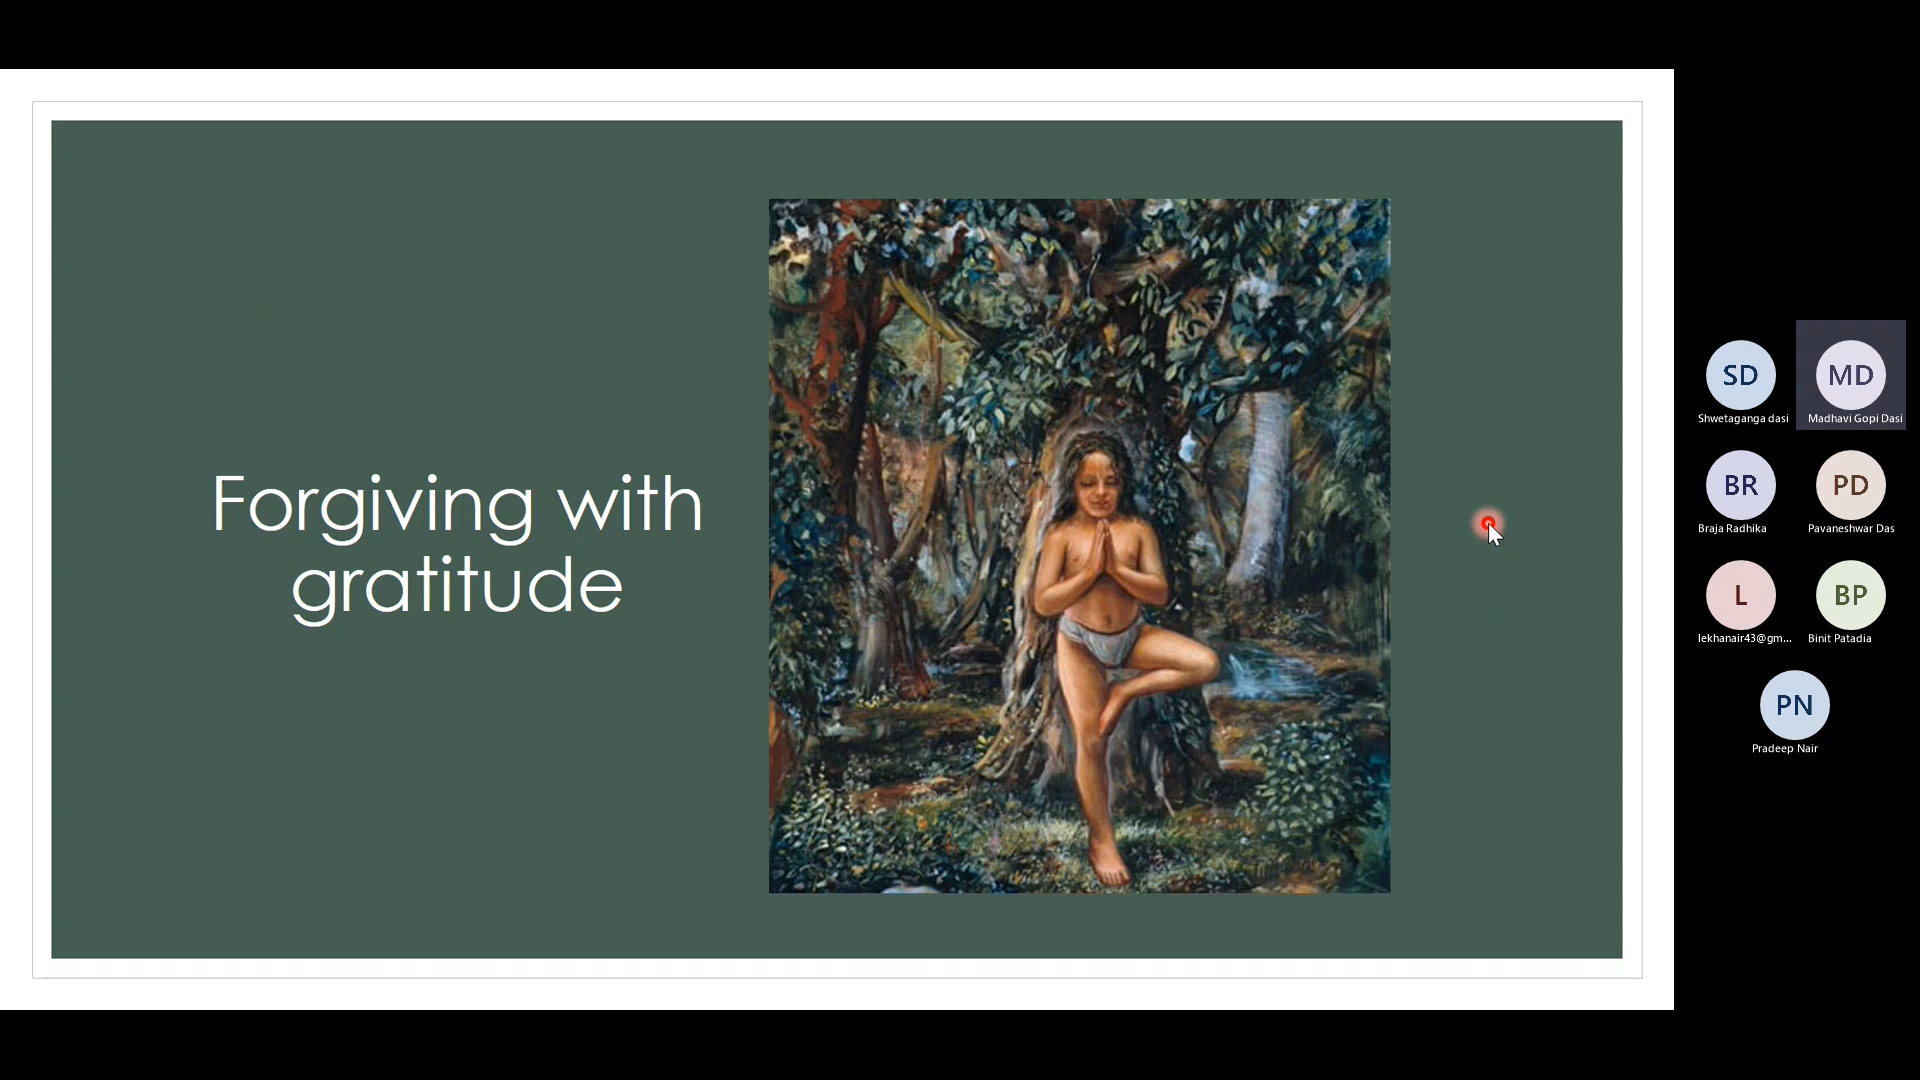 Forgiving with
gratitude
SD
MD
Shwetaganga dasi
Madhavi Gopi Dasi
BR
PD
Braja Radhika
Pavaneshwar Das
L
BP
lekhanair43@gm...
Binit Patadia
PN
Pradeep Nair